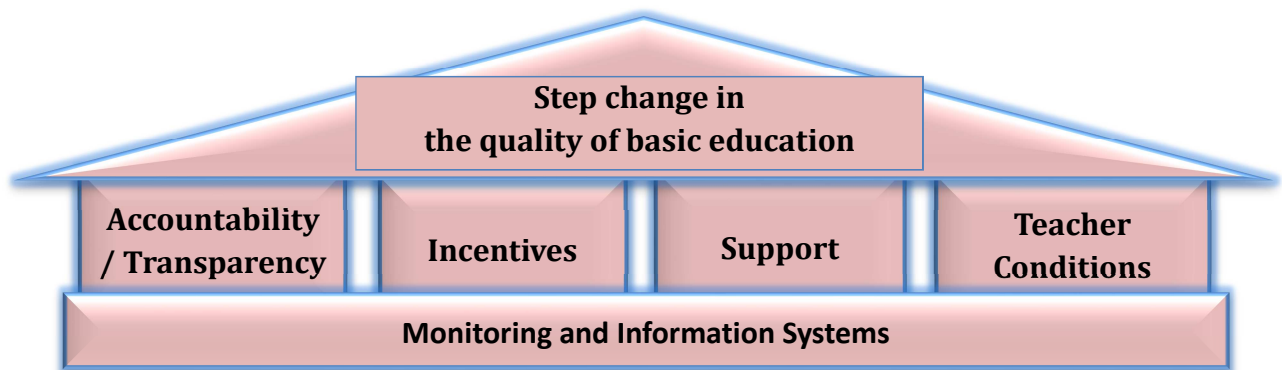 Step change in
the quality of basic education
Accountability
/ Transparency
Incentives
Support
Teacher
Conditions
Monitoring and Information Systems